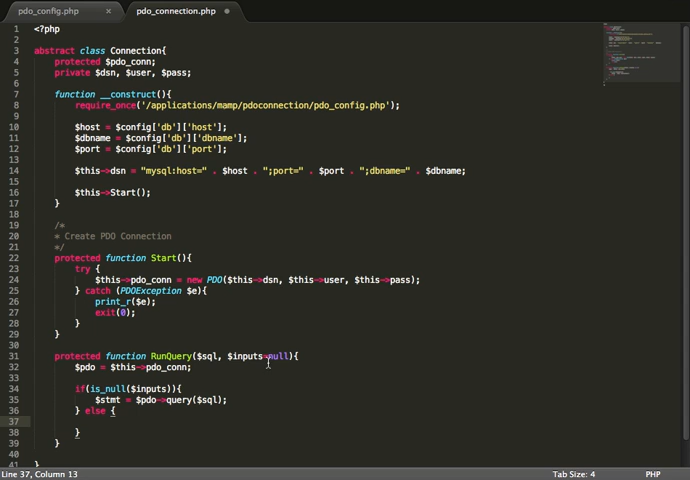 pdo_config.php × pdo_connection.php
1 <?php
2
3 abstract class Connection{
4 protected $pdo_conn;
5 private $dsn, $user, $pass;
6
7 function __construct(){
8 require_once('/applications/mamp/pdoconnection/pdo_config.php');
9
10 $host = $config['db']['host'];
11 $dbname = $config['db']['dbname'];
12 $port = $config['db']['port'];
13
14 $this->dsn = "mysql:host=" . $host . ";port=" . $port . ";dbname=" . $dbname;
15
16 $this->Start();
17 }
18
19 /*
20 * Create PDO Connection
21 */
22 protected function Start(){
23 try {
24 $this->pdo_conn = new PDO($this->dsn, $this->user, $this->pass);
25 } catch (PDOException $e){
26 print_r($e);
27 exit(0);
28 }
29 }
30
31 protected function RunQuery($sql, $inputs=null){
32 $pdo = $this->pdo_conn;
33
34 if(is_null($inputs)){
35 $stmt = $pdo->query($sql);
36 } else {
37
38 }
39 }
40
41 }
Line 37, Column 13 Tab Size: 4 PHP